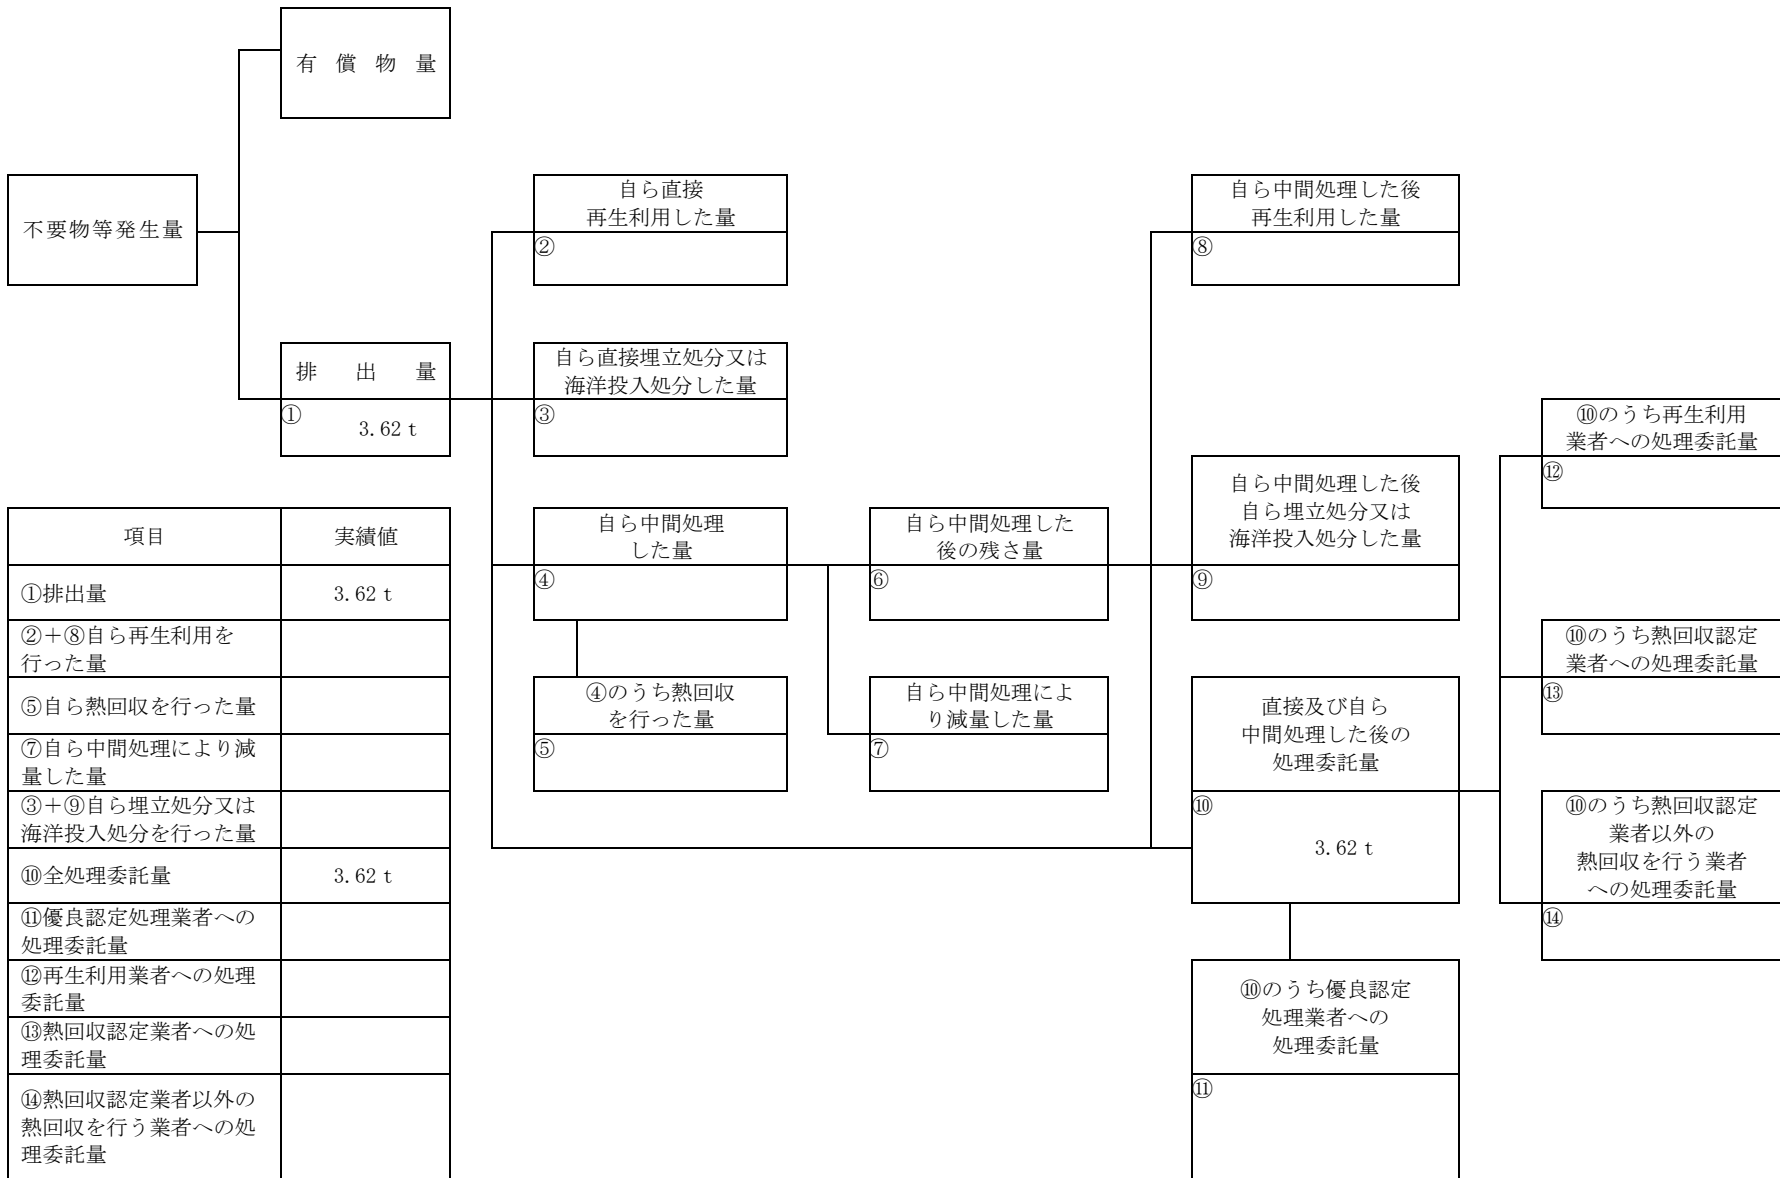 有償物量
不要物等発生量
排出量
①
3.62 t
自ら直接
再生利用した量
②
自ら直接埋立処分又は
海洋投入処分した量
③
自ら中間処理
した量
④
④のうち熱回収
を行った量
⑤
自ら中間処理した
後の残さ量
⑥
自ら中間処理によ
り減量した量
⑦
自ら中間処理した後
再生利用した量
⑧
自ら中間処理した後
自ら埋立処分又は
海洋投入処分した量
⑨
直接及び自ら
中間処理した後の
処理委託量
⑩
3.62 t
⑩のうち優良認定
処理業者への
処理委託量
⑪
⑩のうち再生利用
業者への処理委託量
⑫
⑩のうち熱回収認定
業者への処理委託量
⑬
⑩のうち熱回収認定
業者以外の
熱回収を行う業者
への処理委託量
⑭
項目 実績値
①排出量 3.62 t
②+⑧自ら再生利用を
行った量
⑤自ら熱回収を行った量
⑦自ら中間処理により減
量した量
③+⑨自ら埋立処分又は
海洋投入処分を行った量
⑩全処理委託量 3.62 t
⑪優良認定処理業者への
処理委託量
⑫再生利用業者への処理
委託量
⑬熱回収認定業者への処
理委託量
⑭熱回収認定業者以外の
熱回収を行う業者への処
理委託量